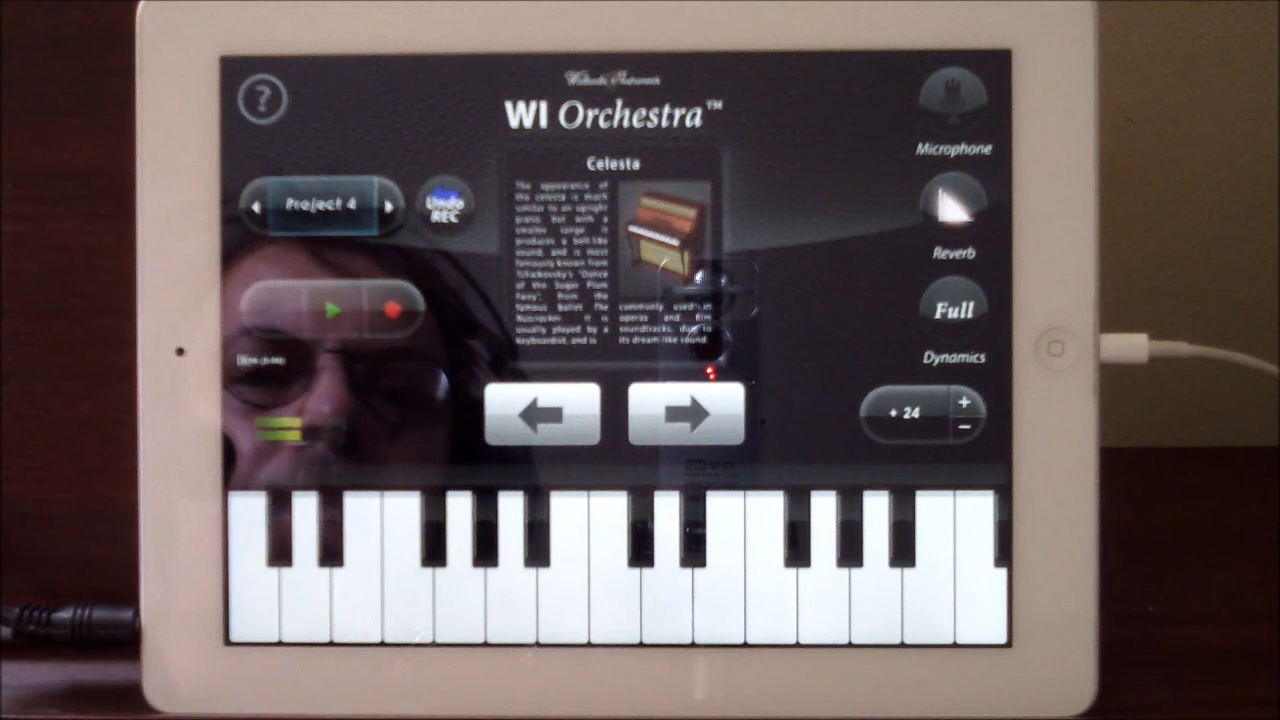 ?
WI Orchestra™
Microphone
Celesta
Project 4
Undo
REC
The appearance of
the celesta is much
similar to an upright
piano, but with a
smaller range it
produces a bell-like
sound, and is most
famously known from
Tchaikovsky's "Dance
of the Sugar Plum
Fairy", from the
famous ballet The
Nutcracker. It is
usually played by a
keyboardist, and is
commonly used in
operas and film
soundtracks, due to
its dream-like sound.
Reverb
Full
Dynamics
+ 24
+
−